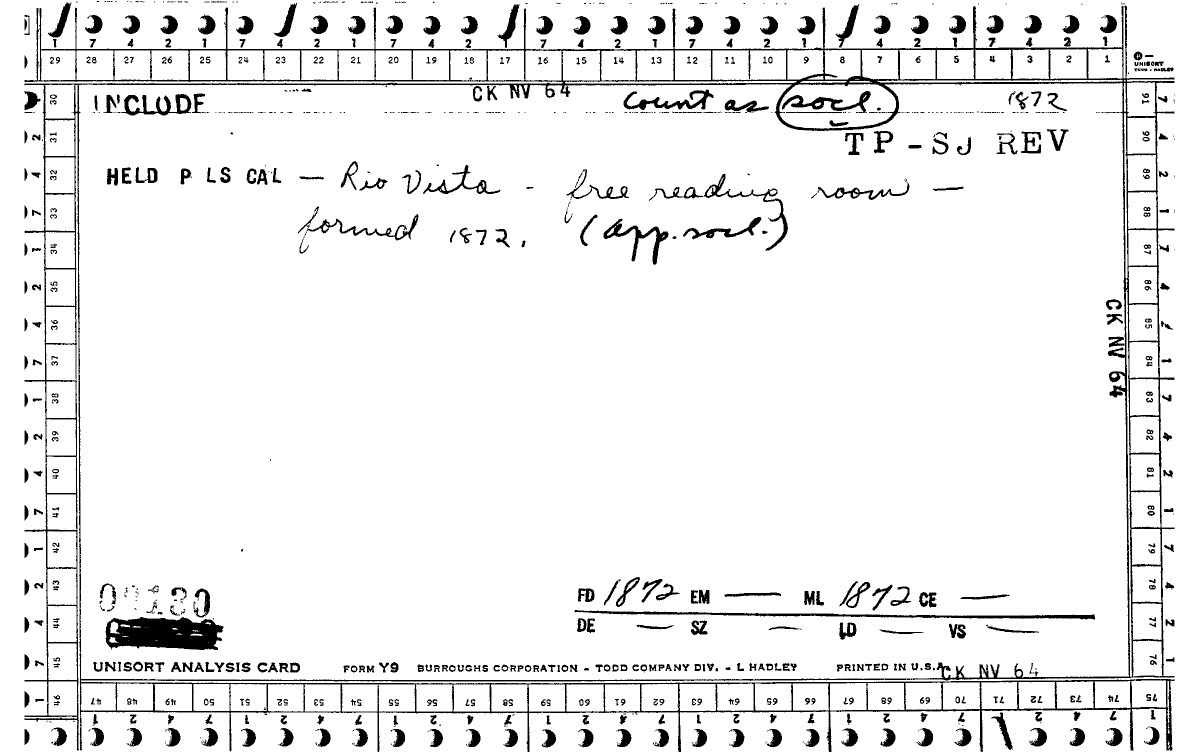 1 7 4 2 1 7 4 2 1 7 4 2 1 7 4 2 1 7 4 2 1 7 4 2 1 7 4 2 1
29 28 27 26 25 24 23 22 21 20 19 18 17 16 15 14 13 12 11 10 9 8 7 6 5 4 3 2 1
UNISORT
TODD - HADLEY
INCLUDE CK NV 64 Count as socl. 1872
TP-SJ REV
HELD P LS CAL — Rio Vista - free reading room —
formed 1872. (app. socl.)
CK NV 64
30 31 32 33 34 35 36 37 38 39 40 41 42 43 44 45 46
91 90 89 88 87 86 85 84 83 82 81 80 79 78 77 76 75
09130
FD 1872 EM — ML 1872 CE —
DE — SZ — LD — VS —
UNISORT ANALYSIS CARD FORM Y9 BURROUGHS CORPORATION - TODD COMPANY DIV. - L HADLEY PRINTED IN U.S.A.
CK NV 64
47 48 49 50 51 52 53 54 55 56 57 58 59 60 61 62 63 64 65 66 67 68 69 70 71 72 73 74